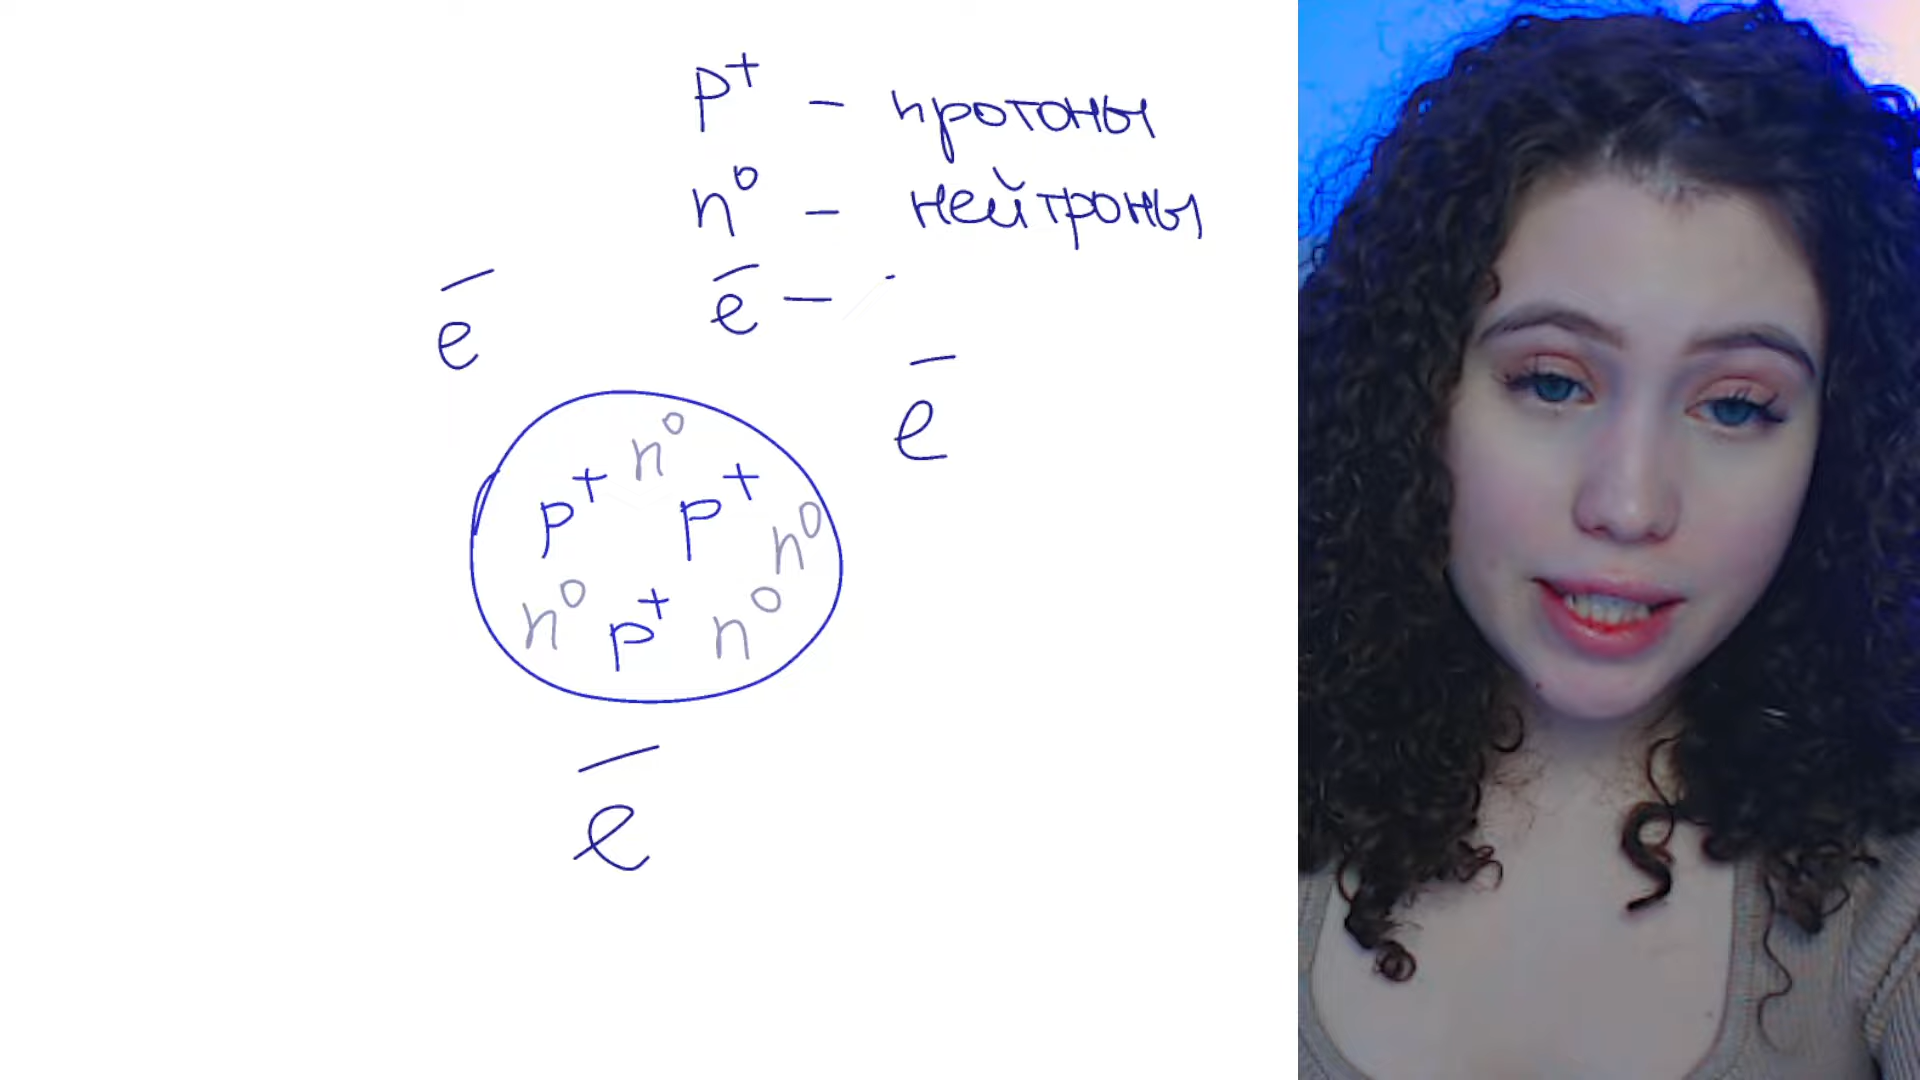 p⁺ – протоны
n⁰ – нейтроны
e̅ –
e̅
e̅
n⁰
p⁺ p⁺
n⁰
n⁰ p⁺ n⁰
e̅